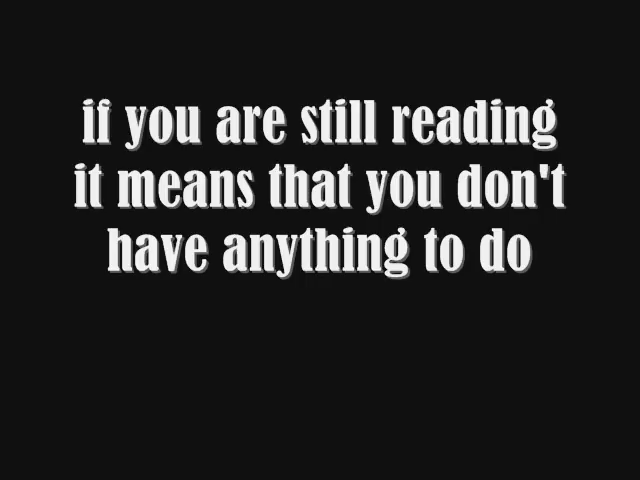 if you are still reading
it means that you don't
have anything to do